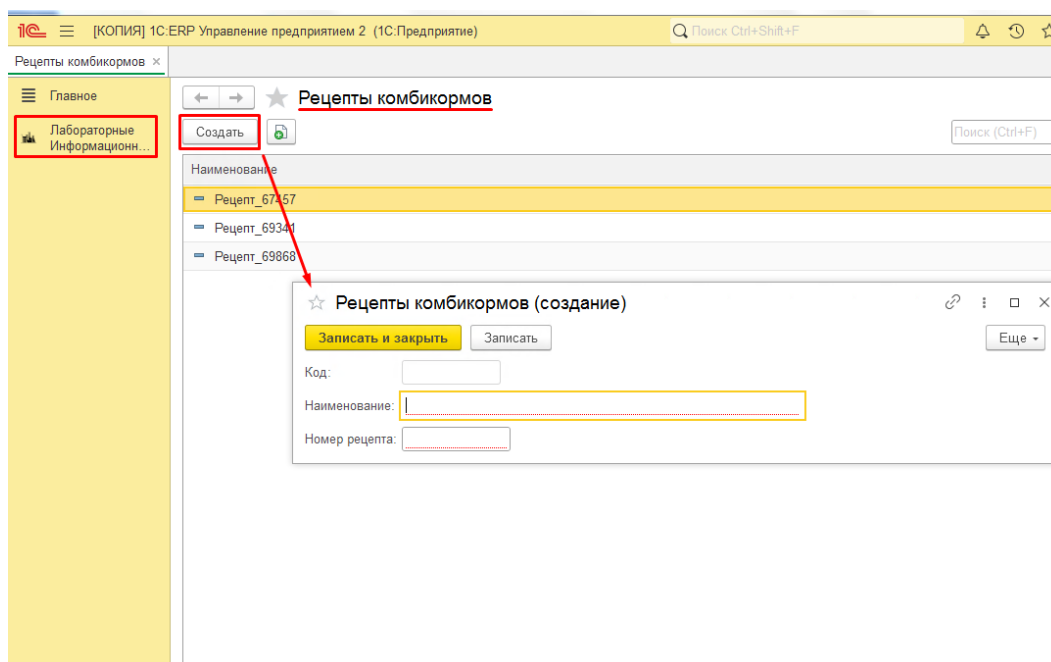 1С [КОПИЯ] 1С:ERP Управление предприятием 2 (1С:Предприятие) Поиск Ctrl+Shift+F
Рецепты комбикормов ×
Главное
Лабораторные
Информационн...
Рецепты комбикормов
Создать
Поиск (Ctrl+F)
Наименование
Рецепт_67457
Рецепт_69341
Рецепт_69868
Рецепты комбикормов (создание)
Записать и закрыть Записать Еще
Код:
Наименование:
Номер рецепта: